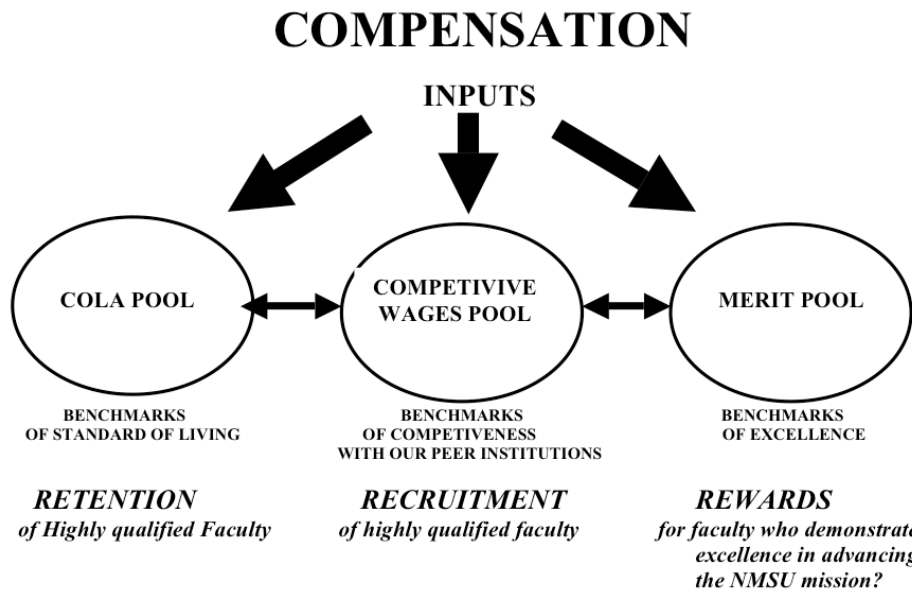 COMPENSATION
INPUTS
COLA POOL
COMPETIVIVE
WAGES POOL
MERIT POOL
BENCHMARKS
OF STANDARD OF LIVING
BENCHMARKS
OF COMPETIVENESS
WITH OUR PEER INSTITUTIONS
BENCHMARKS
OF EXCELLENCE
RETENTION
of Highly qualified Faculty
RECRUITMENT
of highly qualified faculty
REWARDS
for faculty who demonstrate
excellence in advancing
the NMSU mission?